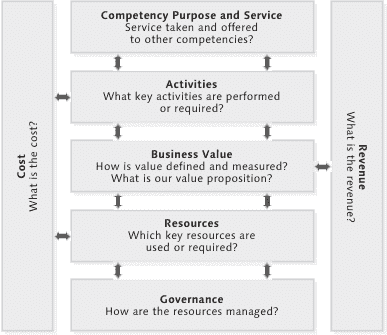 Competency Purpose and Service
Service taken and offered
to other competencies?
Activities
What key activities are performed
or required?
Business Value
How is value defined and measured?
What is our value proposition?
Resources
Which key resources are
used or required?
Governance
How are the resources managed?
Cost
What is the cost?
Revenue
What is the revenue?